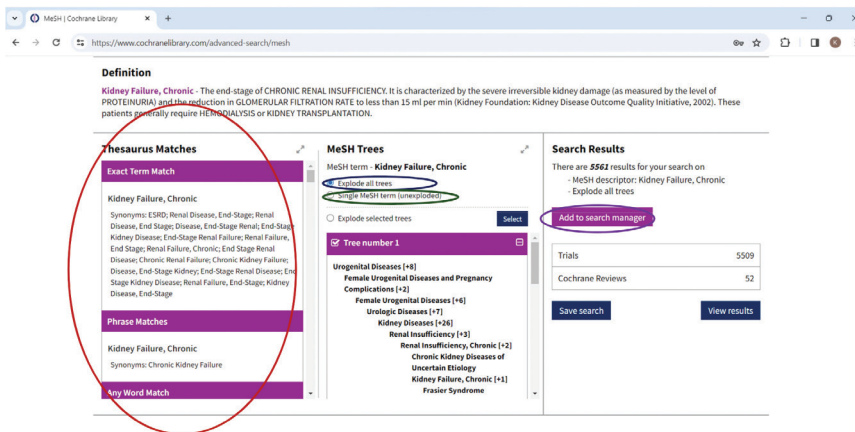 MeSH | Cochrane Library
https://www.cochranelibrary.com/advanced-search/mesh
Definition
Kidney Failure, Chronic - The end-stage of CHRONIC RENAL INSUFFICIENCY. It is characterized by the severe irreversible kidney damage (as measured by the level of
PROTEINURIA) and the reduction in GLOMERULAR FILTRATION RATE to less than 15 ml per min (Kidney Foundation: Kidney Disease Outcome Quality Initiative, 2002). These
patients generally require HEMODIALYSIS or KIDNEY TRANSPLANTATION.
Thesaurus Matches
Exact Term Match
Kidney Failure, Chronic
Synonyms: ESRD; Renal Disease, End-Stage; Renal
Disease, End Stage; Disease, End-Stage Renal; End-Stage
Kidney Disease; End-Stage Renal Failure; Renal Failure,
End Stage; Renal Failure, Chronic; End Stage Renal
Disease; Chronic Renal Failure; Chronic Kidney Failure;
Disease, End-Stage Kidney; End-Stage Renal Disease; End
Stage Kidney Disease; Renal Failure, End-Stage; Kidney
Disease, End-Stage
Phrase Matches
Kidney Failure, Chronic
Synonyms: Chronic Kidney Failure
Any Word Match
MeSH Trees
MeSH term - Kidney Failure, Chronic
Explode all trees
Single MeSH term (unexploded)
Explode selected trees
Select
Tree number 1
Urogenital Diseases [+8]
Female Urogenital Diseases and Pregnancy
Complications [+2]
Female Urogenital Diseases [+6]
Urologic Diseases [+7]
Kidney Diseases [+26]
Renal Insufficiency [+3]
Renal Insufficiency, Chronic [+2]
Chronic Kidney Diseases of
Uncertain Etiology
Kidney Failure, Chronic [+1]
Frasier Syndrome
Search Results
There are 5561 results for your search on
- MeSH descriptor: Kidney Failure, Chronic
- Explode all trees
Add to search manager
Trials 5509
Cochrane Reviews 52
Save search
View results